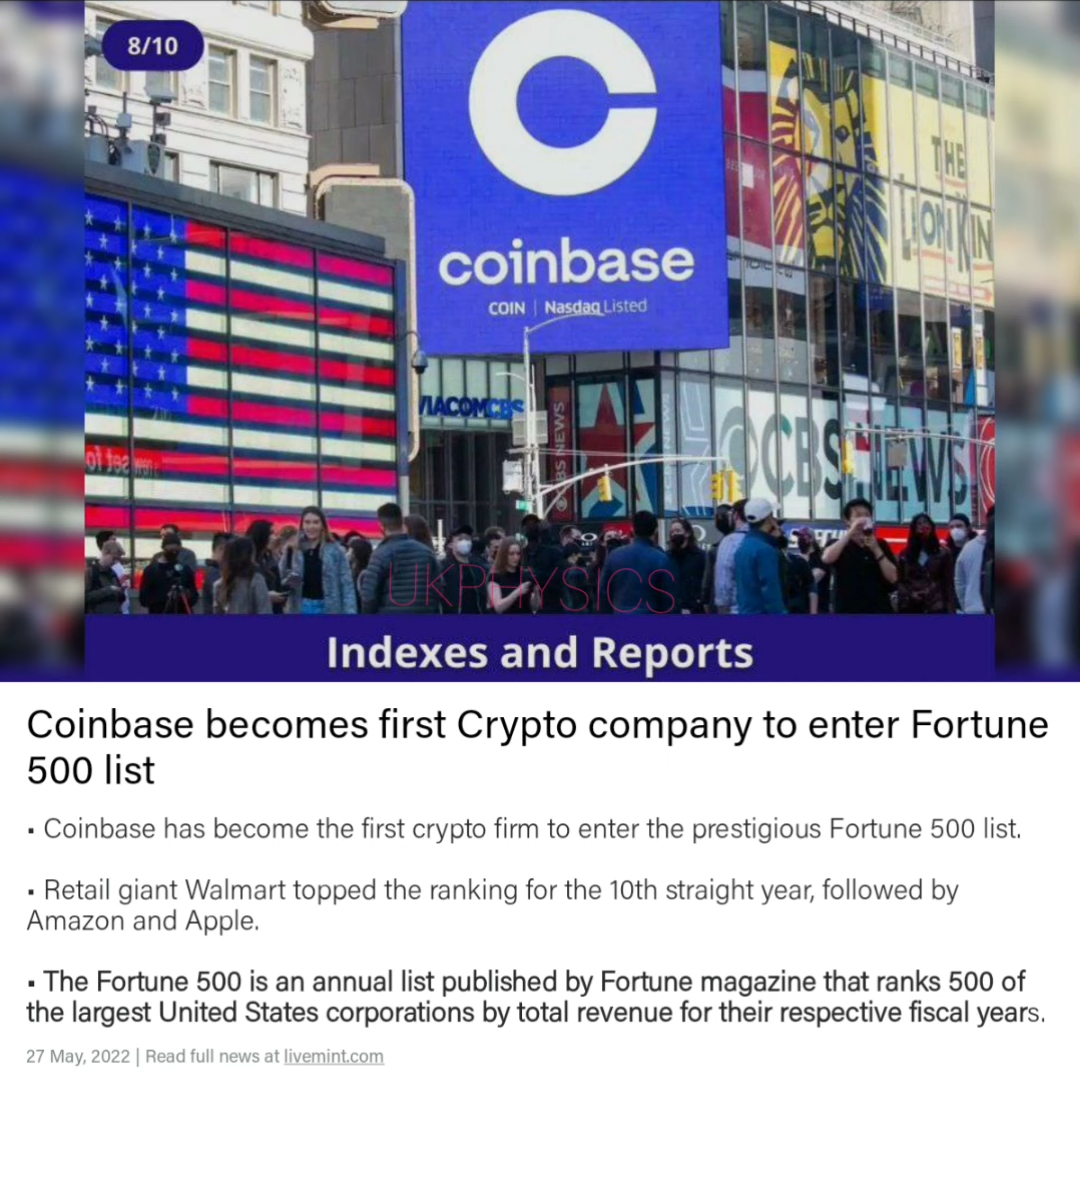 8/10
THE
LION KIN
coinbase
COIN | Nasdaq Listed
VIACOMCBS
CBS NEWS
CBS NEWS
UKPHYSICS
Indexes and Reports
Coinbase becomes first Crypto company to enter Fortune
500 list
▪ Coinbase has become the first crypto firm to enter the prestigious Fortune 500 list.
▪ Retail giant Walmart topped the ranking for the 10th straight year, followed by
Amazon and Apple.
▪ The Fortune 500 is an annual list published by Fortune magazine that ranks 500 of
the largest United States corporations by total revenue for their respective fiscal years.
27 May, 2022 | Read full news at livemint.com